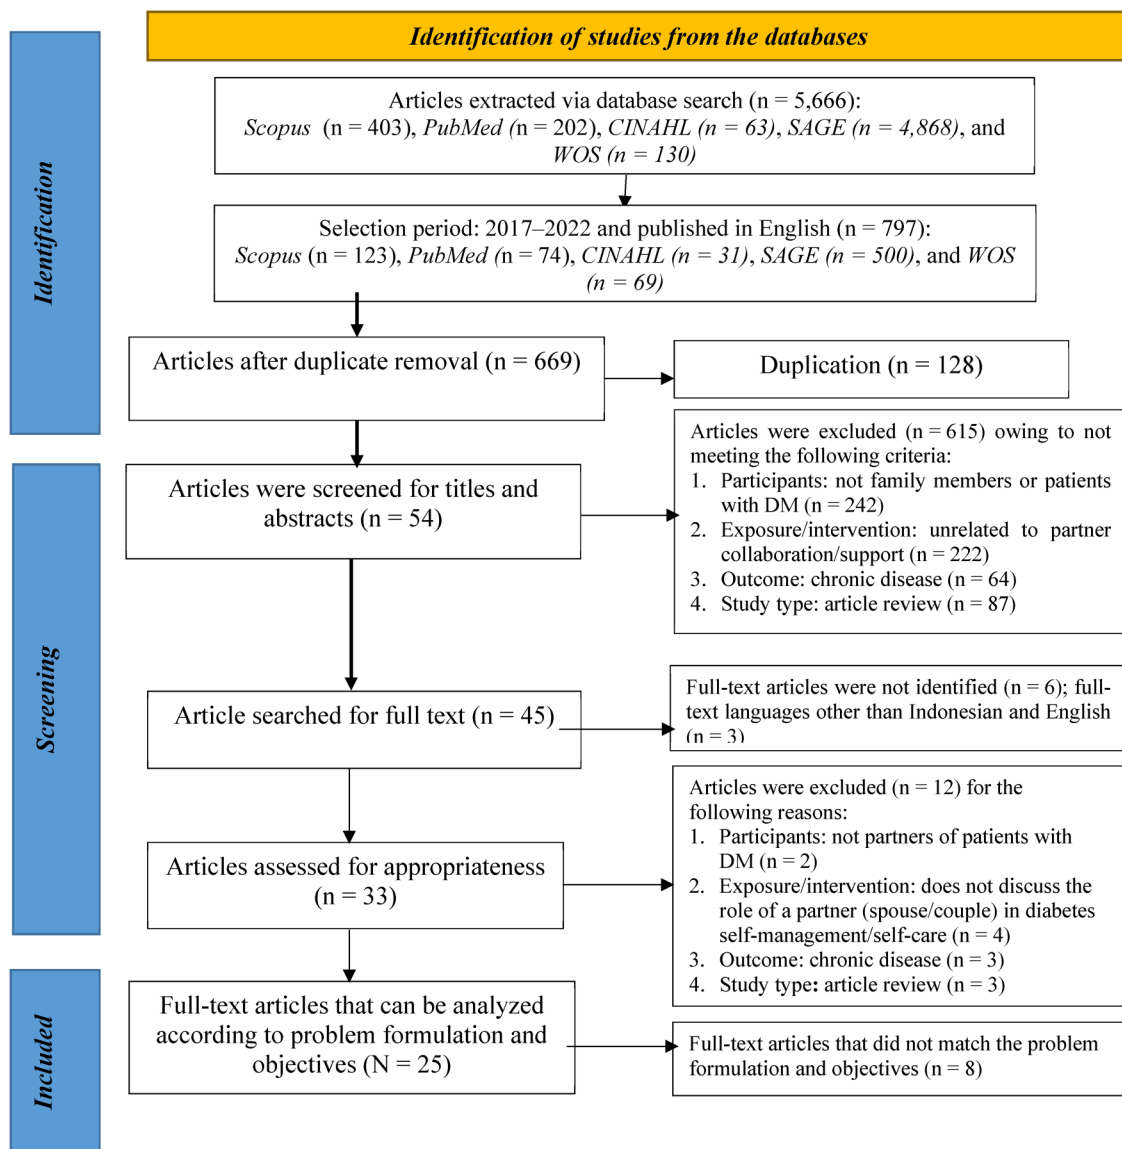 Identification of studies from the databases
Identification
Articles extracted via database search (n = 5,666):
Scopus (n = 403), PubMed (n = 202), CINAHL (n = 63), SAGE (n = 4,868), and
WOS (n = 130)
Selection period: 2017–2022 and published in English (n = 797):
Scopus (n = 123), PubMed (n = 74), CINAHL (n = 31), SAGE (n = 500), and WOS
(n = 69)
Articles after duplicate removal (n = 669)
Duplication (n = 128)
Screening
Articles were screened for titles and
abstracts (n = 54)
Articles were excluded (n = 615) owing to not
meeting the following criteria:
1. Participants: not family members or patients
with DM (n = 242)
2. Exposure/intervention: unrelated to partner
collaboration/support (n = 222)
3. Outcome: chronic disease (n = 64)
4. Study type: article review (n = 87)
Article searched for full text (n = 45)
Full-text articles were not identified (n = 6); full-
text languages other than Indonesian and English
(n = 3)
Articles assessed for appropriateness
(n = 33)
Articles were excluded (n = 12) for the
following reasons:
1. Participants: not partners of patients with
DM (n = 2)
2. Exposure/intervention: does not discuss the
role of a partner (spouse/couple) in diabetes
self-management/self-care (n = 4)
3. Outcome: chronic disease (n = 3)
4. Study type: article review (n = 3)
Included
Full-text articles that can be analyzed
according to problem formulation and
objectives (N = 25)
Full-text articles that did not match the problem
formulation and objectives (n = 8)